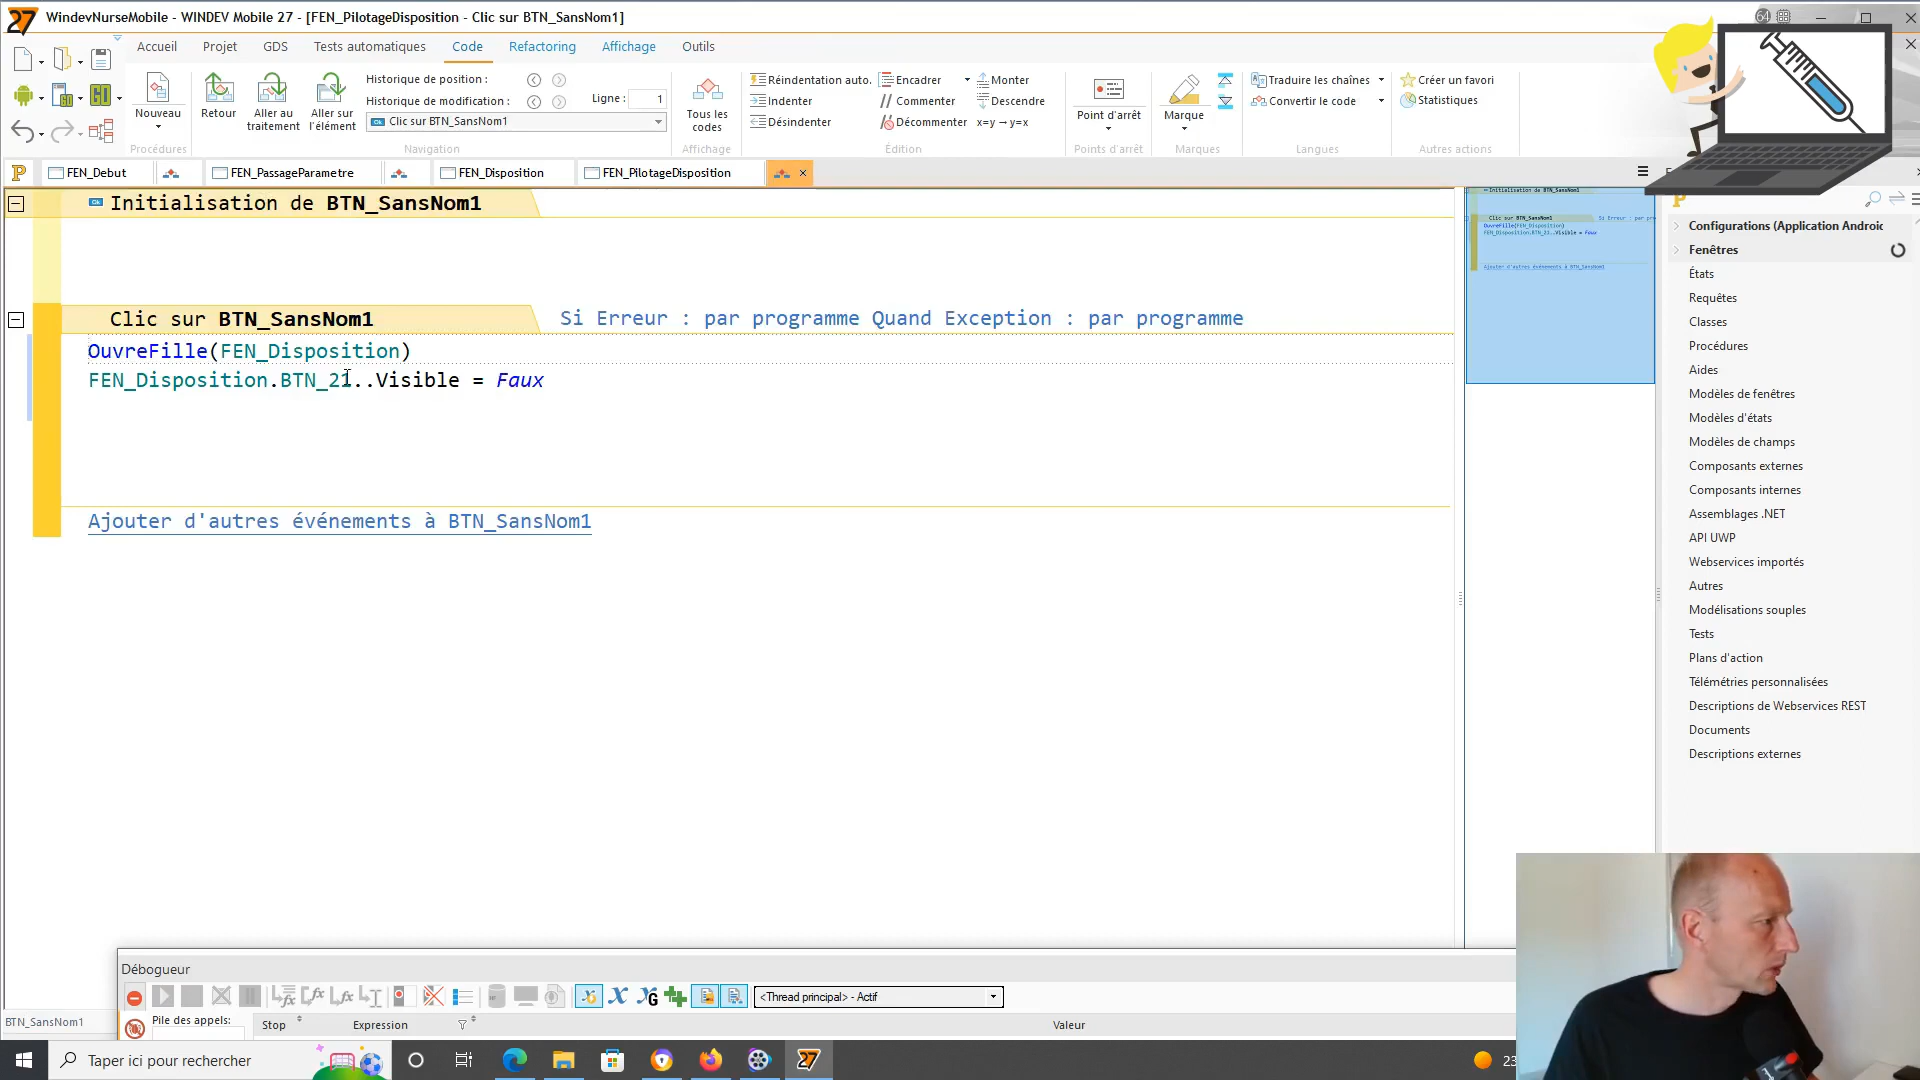 WindevNurseMobile - WINDEV Mobile 27 - [FEN_PilotageDisposition - Clic sur BTN_SansNom1]
Accueil Projet GDS Tests automatiques Code Refactoring Affichage Outils
Nouveau
Procédures
Retour
Aller au traitement
Aller sur l'élément
Historique de position :
Historique de modification :
Ligne : 1
Clic sur BTN_SansNom1
Navigation
Tous les codes
Affichage
Réindentation auto.
Indenter
Désindenter
Encadrer
// Commenter
Décommenter
Monter
Descendre
x=y → y=x
Édition
Point d'arrêt
Points d'arrêt
Marque
Marques
Traduire les chaînes
Convertir le code
Langues
Créer un favori
Statistiques
Autres actions
FEN_Debut FEN_PassageParametre FEN_Disposition FEN_PilotageDisposition
Initialisation de BTN_SansNom1
Clic sur BTN_SansNom1 Si Erreur : par programme Quand Exception : par programme
OuvreFille(FEN_Disposition)
FEN_Disposition.BTN_21..Visible = Faux
Ajouter d'autres événements à BTN_SansNom1
Configurations (Application Android
Fenêtres
États
Requêtes
Classes
Procédures
Aides
Modèles de fenêtres
Modèles d'états
Modèles de champs
Composants externes
Composants internes
Assemblages .NET
API UWP
Webservices importés
Autres
Modélisations souples
Tests
Plans d'action
Télémétries personnalisées
Descriptions de Webservices REST
Documents
Descriptions externes
Débogueur
<Thread principal> - Actif
BTN_SansNom1
Pile des appels:
Stop Expression Valeur
Taper ici pour rechercher
27
23